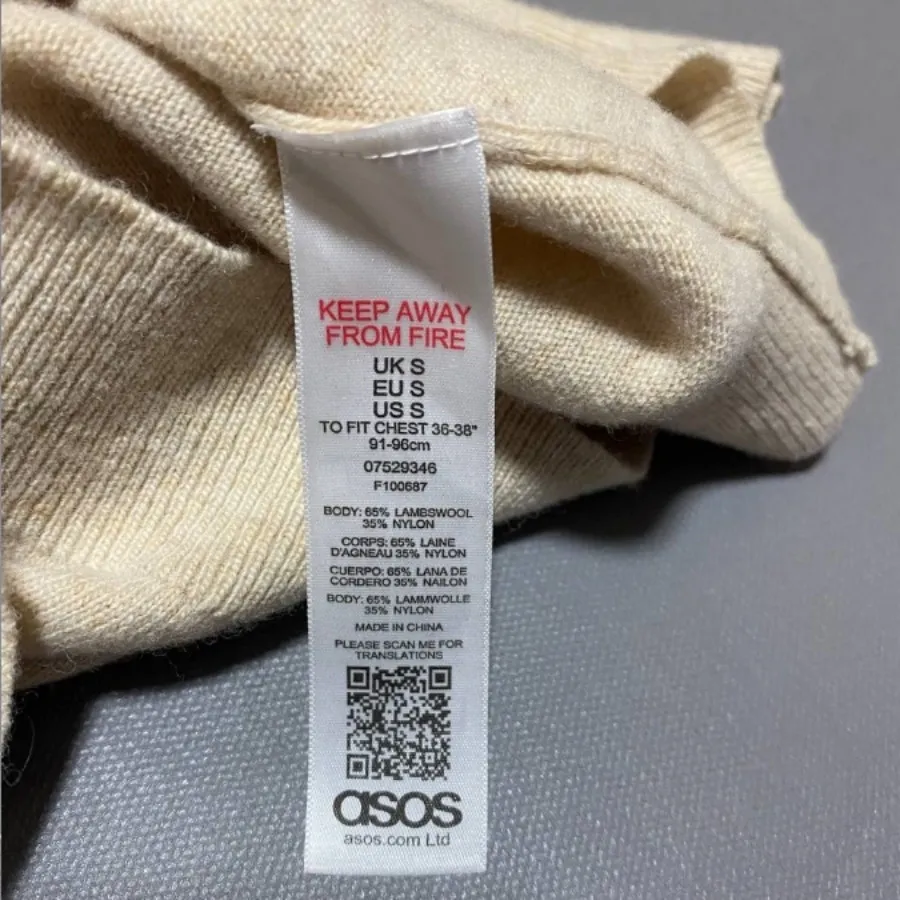 KEEP AWAY
FROM FIRE
UK S
EU S
US S
TO FIT CHEST 36-38"
91-96cm
07529346
F100687
BODY: 65% LAMBSWOOL
35% NYLON
CORPS: 65% LAINE
D'AGNEAU 35% NYLON
CUERPO: 65% LANA DE
CORDERO 35% NAILON
BODY: 65% LAMMWOLLE
35% NYLON
MADE IN CHINA
PLEASE SCAN ME FOR
TRANSLATIONS
asos
asos.com Ltd